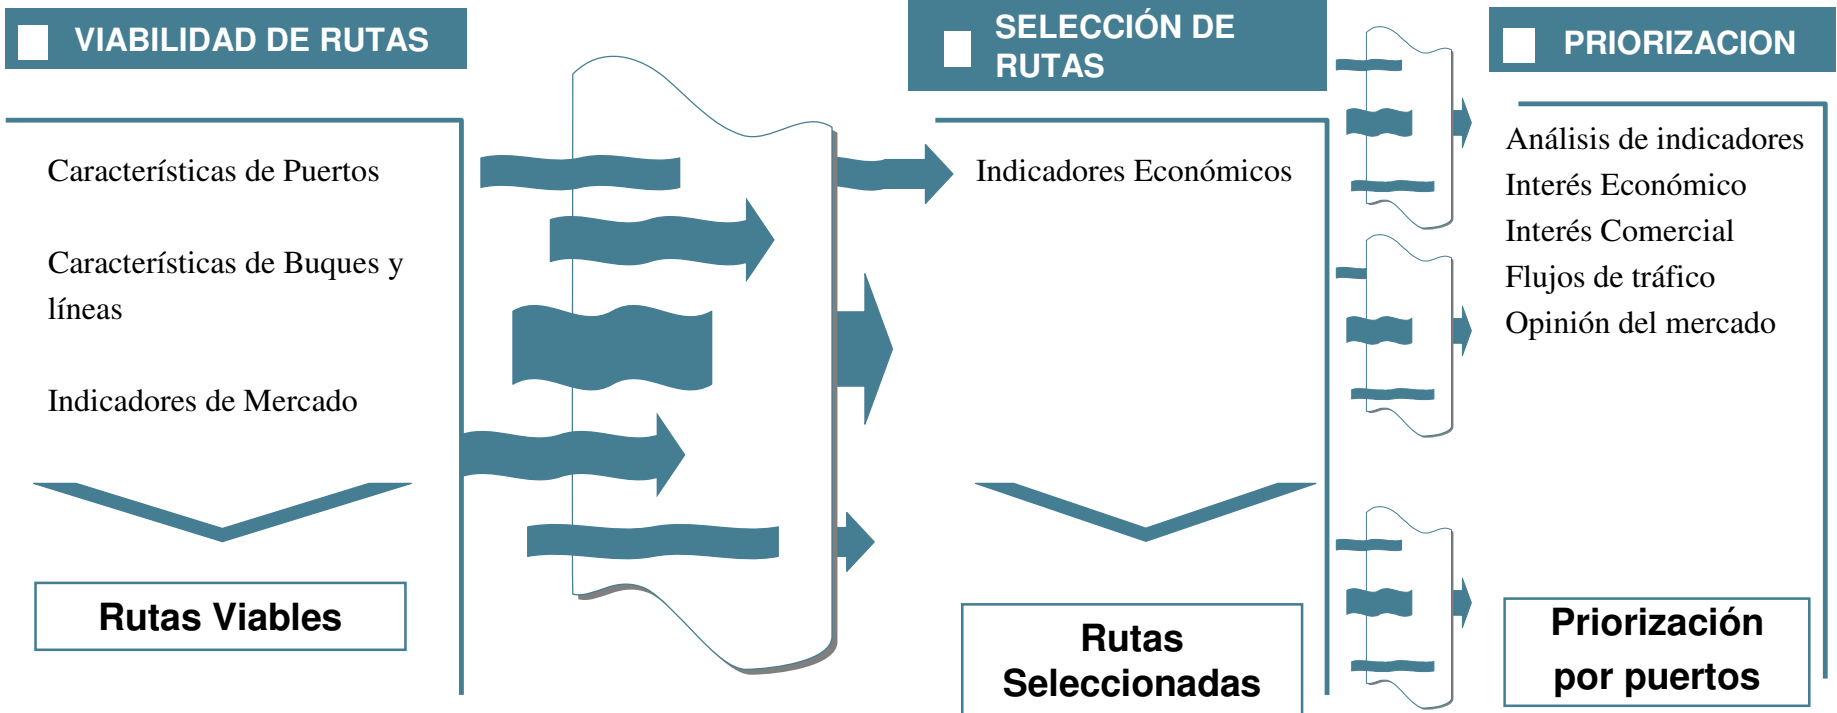 VIABILIDAD DE RUTAS
Características de Puertos
Características de Buques y
líneas
Indicadores de Mercado
Rutas Viables
SELECCIÓN DE
RUTAS
Indicadores Económicos
Rutas
Seleccionadas
PRIORIZACION
Análisis de indicadores
Interés Económico
Interés Comercial
Flujos de tráfico
Opinión del mercado
Priorización
por puertos